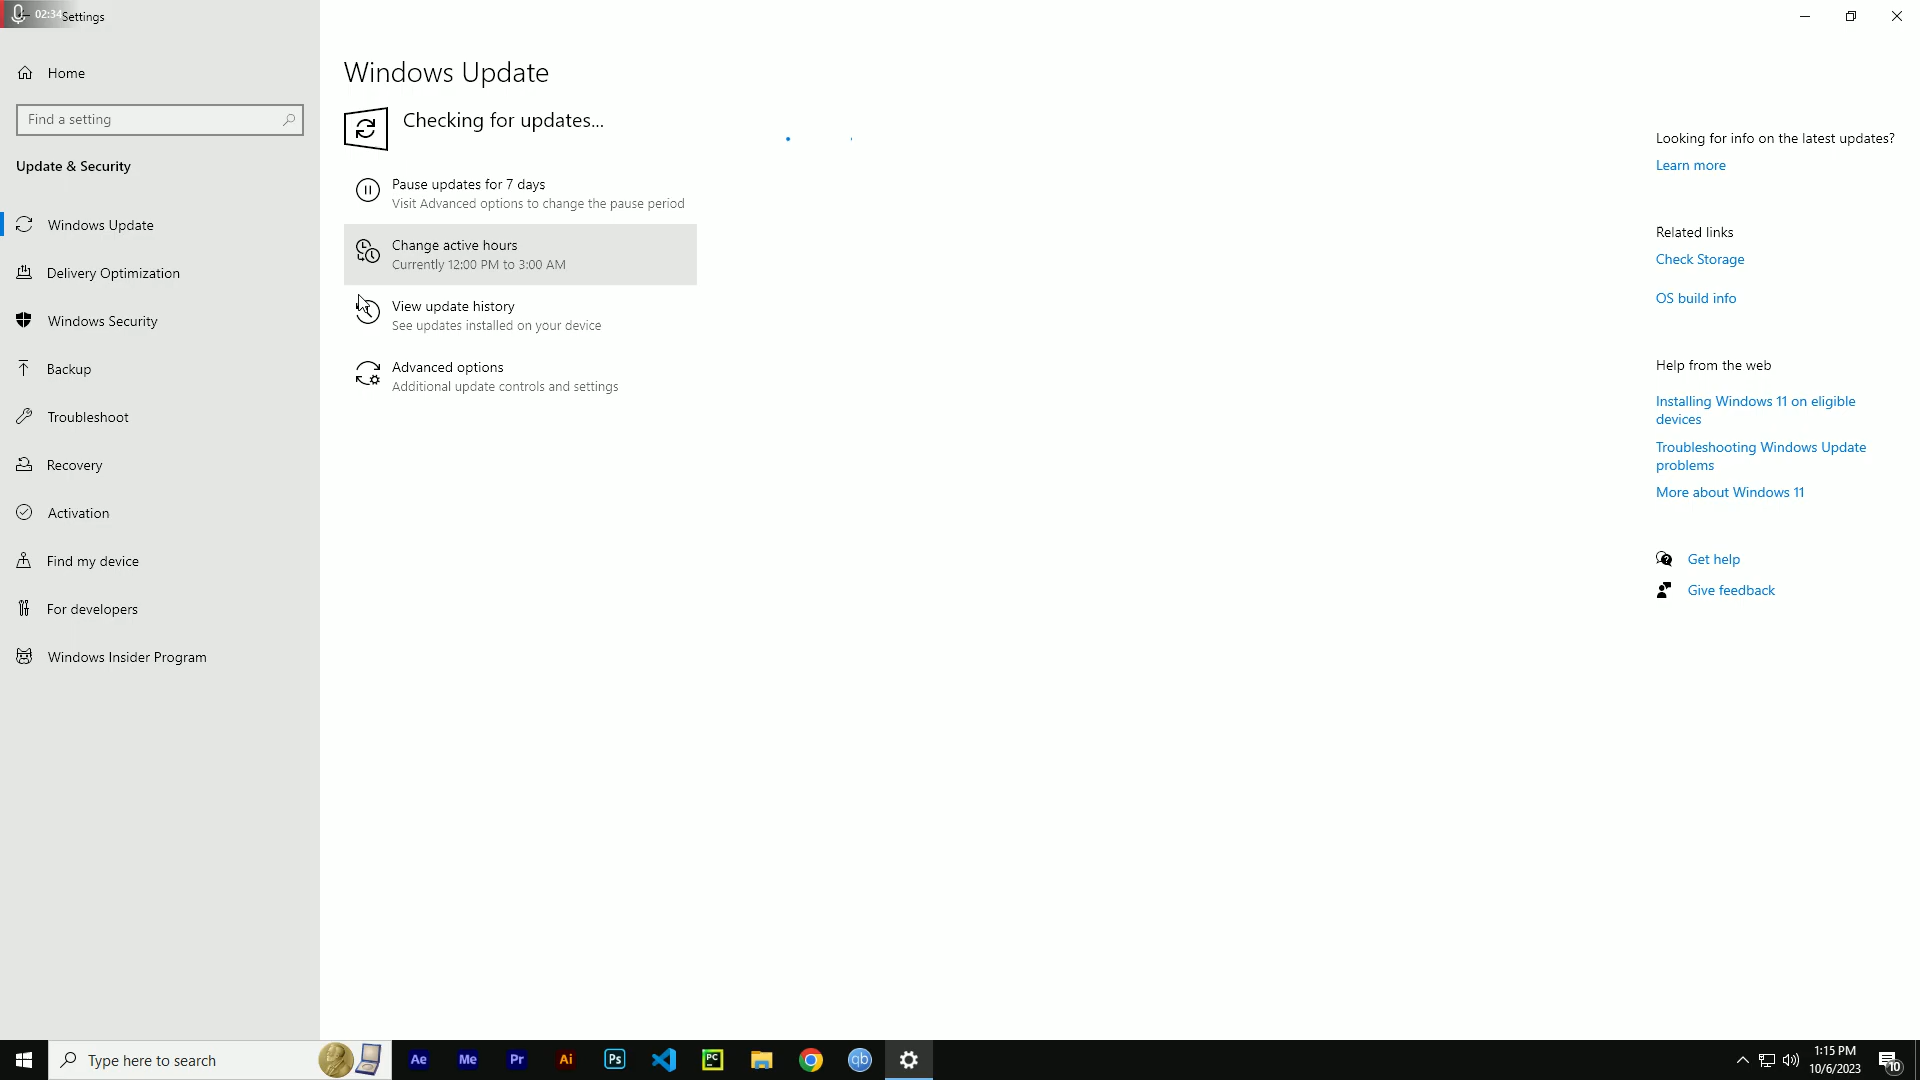 02:34
Settings
Home
Find a setting
Update & Security
Windows Update
Delivery Optimization
Windows Security
Backup
Troubleshoot
Recovery
Activation
Find my device
For developers
Windows Insider Program
Windows Update
Checking for updates...
Pause updates for 7 days
Visit Advanced options to change the pause period
Change active hours
Currently 12:00 PM to 3:00 AM
View update history
See updates installed on your device
Advanced options
Additional update controls and settings
Looking for info on the latest updates?
Learn more
Related links
Check Storage
OS build info
Help from the web
Installing Windows 11 on eligible
devices
Troubleshooting Windows Update
problems
More about Windows 11
Get help
Give feedback
Type here to search
Ae
Me
Pr
Ai
Ps
PC
qb
1:15 PM
10/6/2023
10